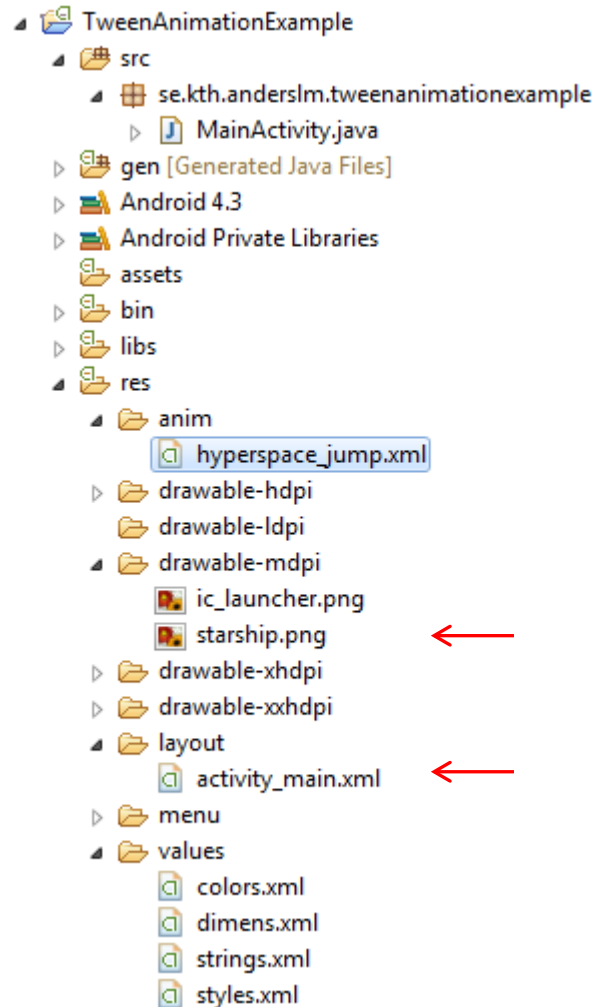 TweenAnimationExample
src
se.kth.anderslm.tweenanimationexample
MainActivity.java
gen [Generated Java Files]
Android 4.3
Android Private Libraries
assets
bin
libs
res
anim
hyperspace_jump.xml
drawable-hdpi
drawable-ldpi
drawable-mdpi
ic_launcher.png
starship.png
drawable-xhdpi
drawable-xxhdpi
layout
activity_main.xml
menu
values
colors.xml
dimens.xml
strings.xml
styles.xml